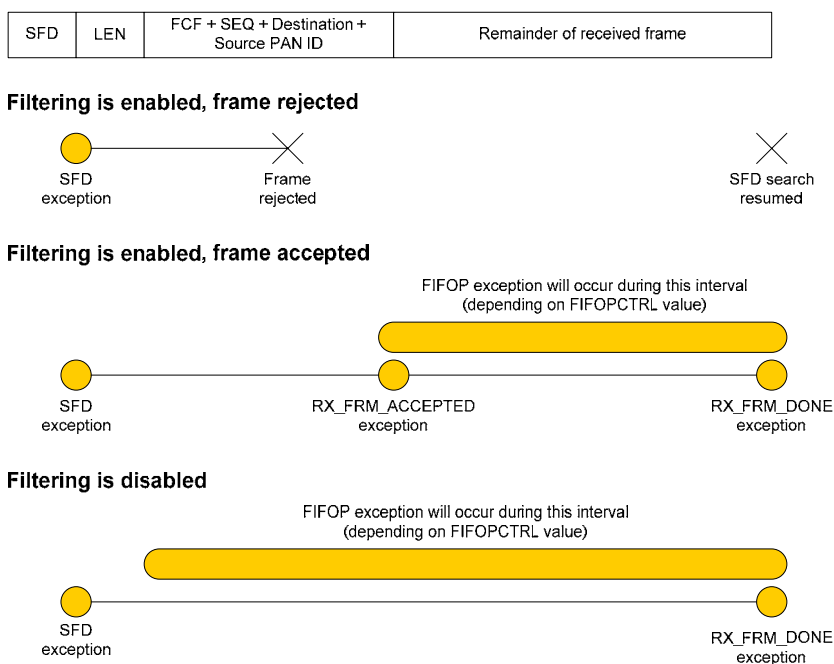 SFD
LEN
FCF + SEQ + Destination +
Source PAN ID
Remainder of received frame
Filtering is enabled, frame rejected
SFD
exception
Frame
rejected
SFD search
resumed
Filtering is enabled, frame accepted
FIFOP exception will occur during this interval
(depending on FIFOPCTRL value)
SFD
exception
RX_FRM_ACCEPTED
exception
RX_FRM_DONE
exception
Filtering is disabled
FIFOP exception will occur during this interval
(depending on FIFOPCTRL value)
SFD
exception
RX_FRM_DONE
exception